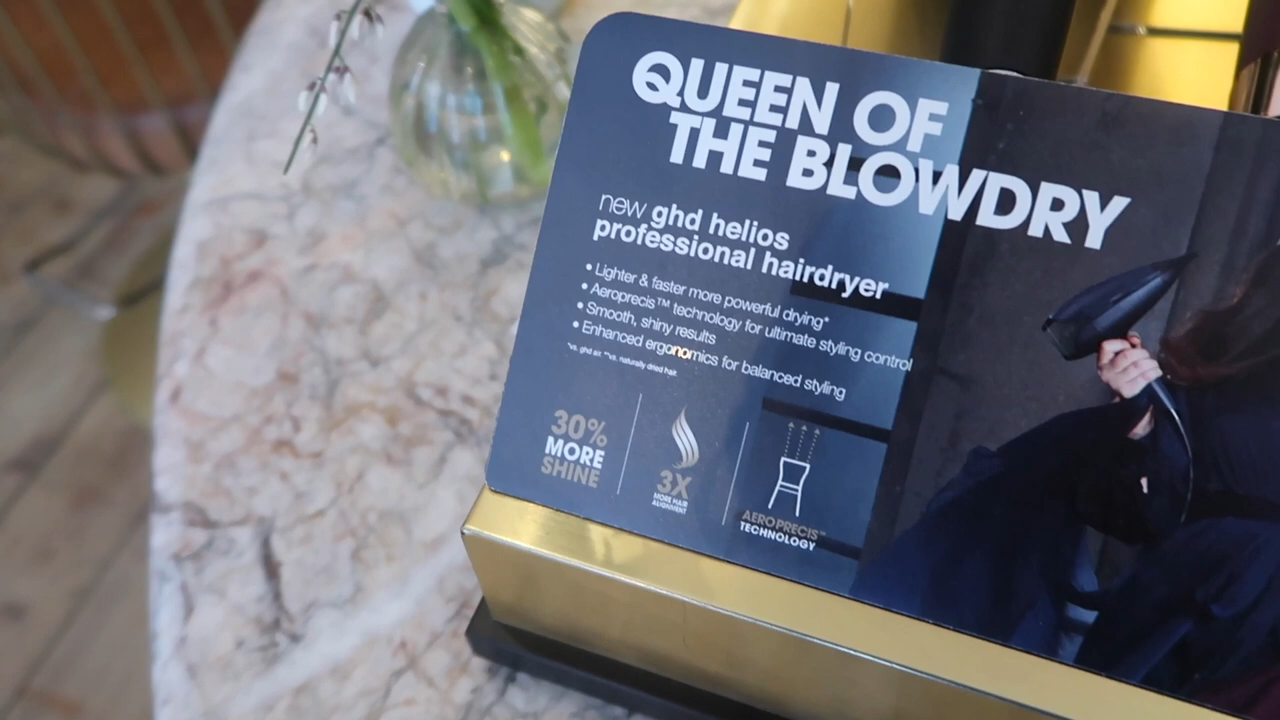 QUEEN OF
THE BLOWDRY
new ghd helios
professional hairdryer
• Lighter & faster more powerful drying*
• Aeroprecis™ technology for ultimate styling control
• Smooth, shiny results
• Enhanced ergonomics for balanced styling
*vs. ghd air. **vs. naturally dried hair.
30%
MORE
SHINE
3X
MORE HAIR
ALIGNMENT
AEROPRECIS™
TECHNOLOGY